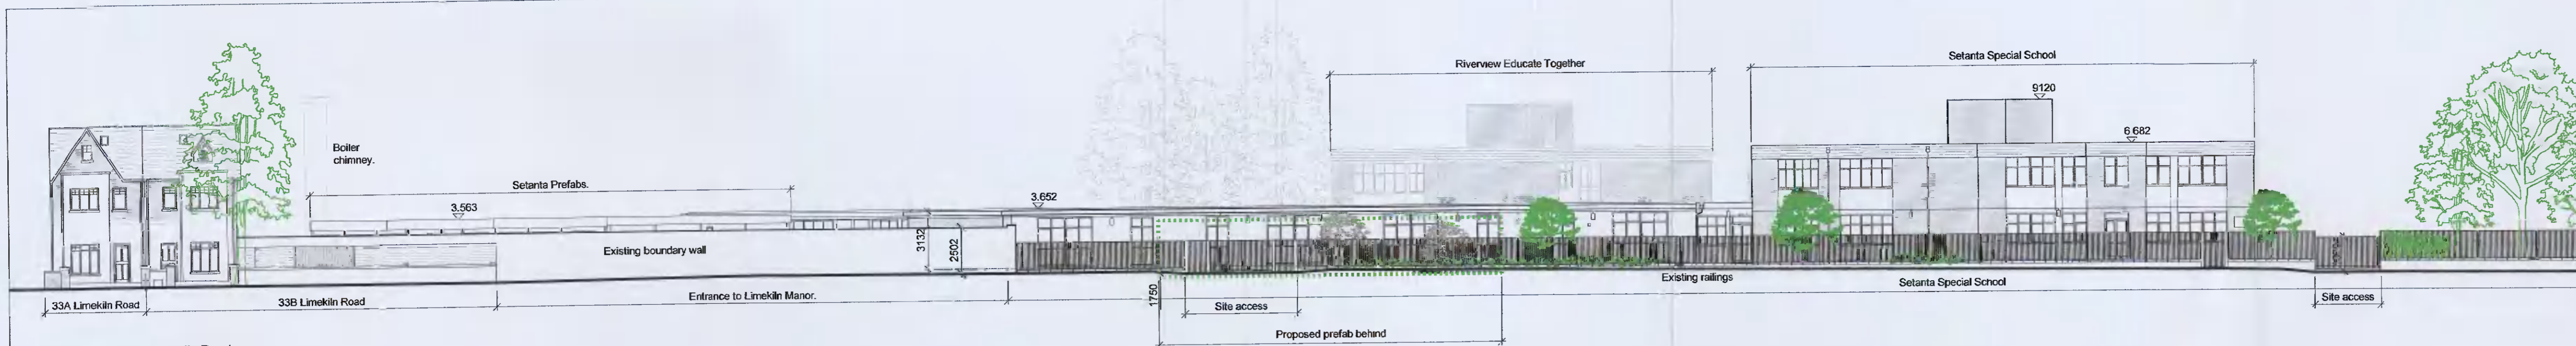 Riverview Educate Together
Setanta Special School
9120
6 682
Boiler
chimney.
Setanta Prefabs.
3.563
3.652
3132
2502
Existing boundary wall
Existing railings
Setanta Special School
33A Limekiln Road
33B Limekiln Road
Entrance to Limekiln Manor.
1750
Site access
Site access
Proposed prefab behind